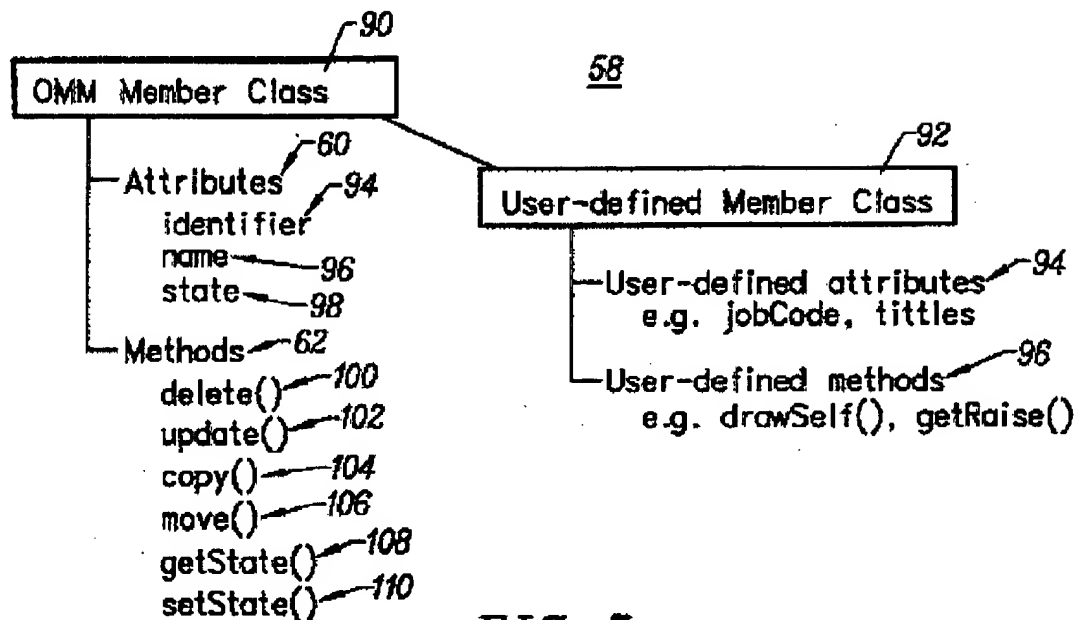 90
58
OMM Member Class
92
60
Attributes
94
identifier
name
96
state
98
User-defined Member Class
94
User-defined attributes
e.g. jobCode, tittles
Methods
62
96
User-defined methods
e.g. drawSelf(), getRaise()
delete()
100
update()
102
copy()
104
move()
106
getState()
108
setState()
110